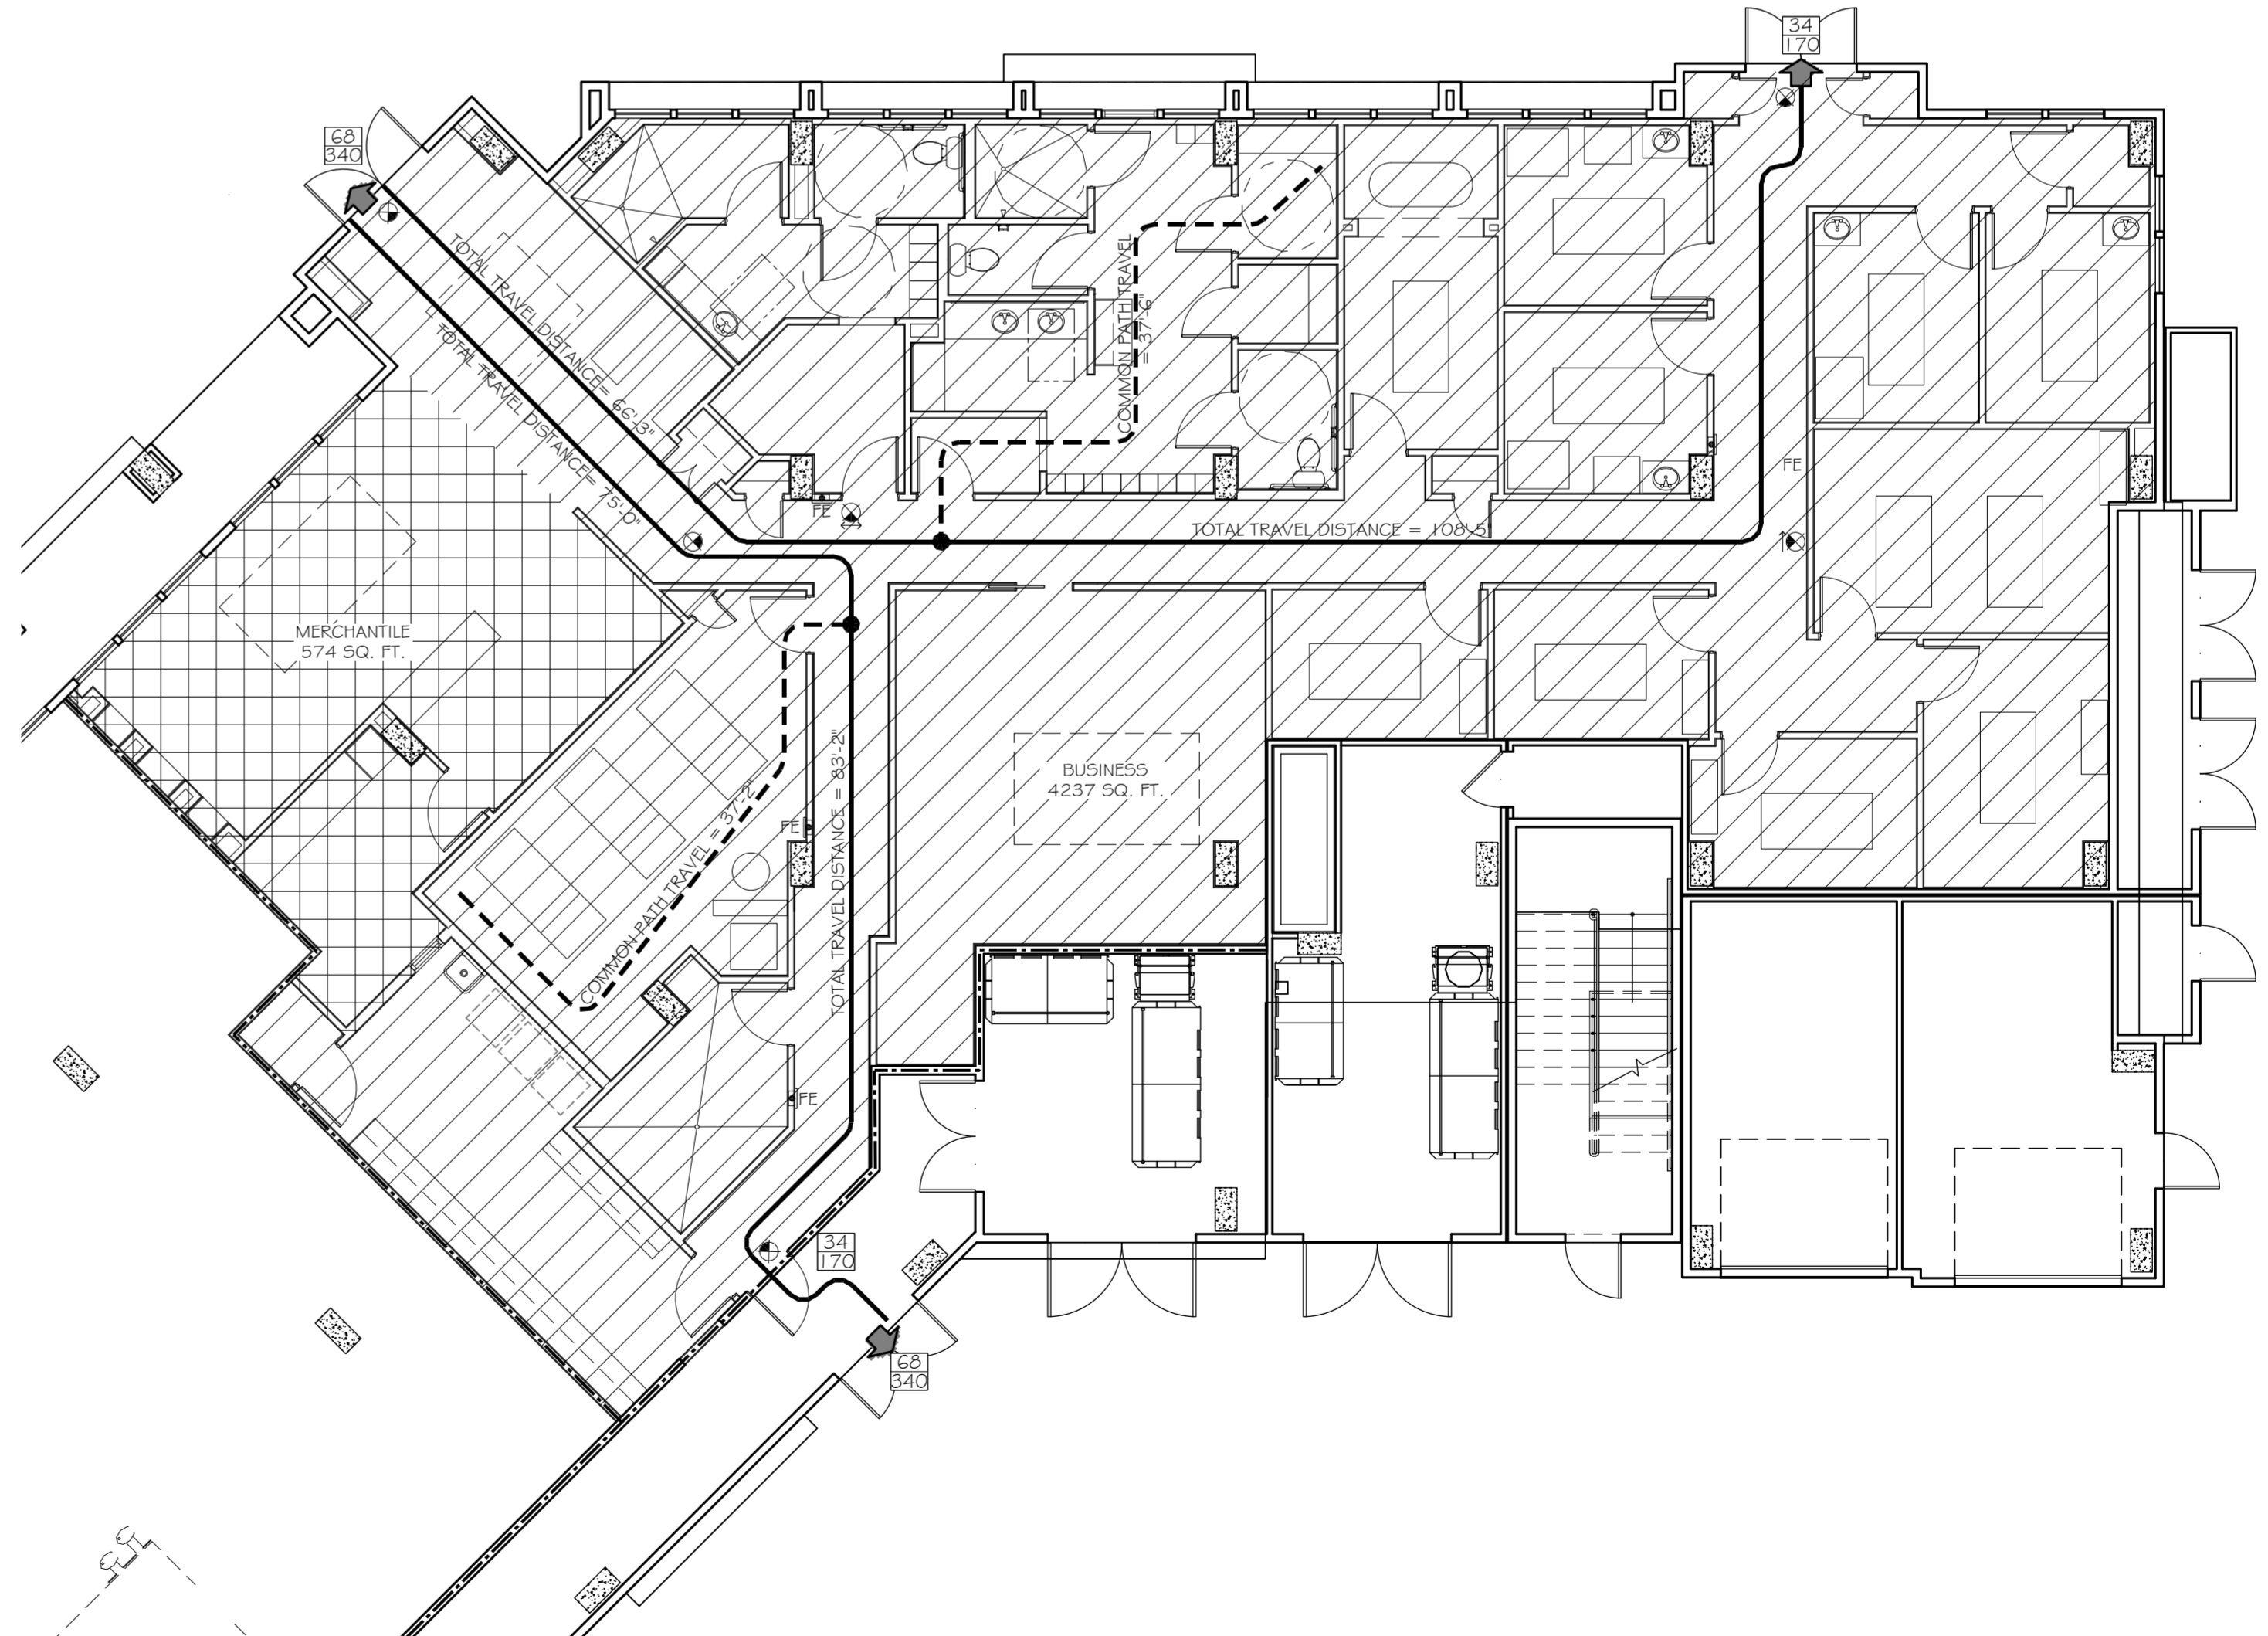 34
170
68
340
TOTAL TRAVEL DISTANCE= 66'-3"
TOTAL TRAVEL DISTANCE= 75'-0"
COMMON PATH TRAVEL
= 37'-6"
FE
FE
TOTAL TRAVEL DISTANCE = 108'-5"
MERCHANTILE
574 SQ. FT.
BUSINESS
4237 SQ. FT.
FE
COMMON PATH TRAVEL = 37'-2"
TOTAL TRAVEL DISTANCE = 83'-2"
FE
34
170
68
340